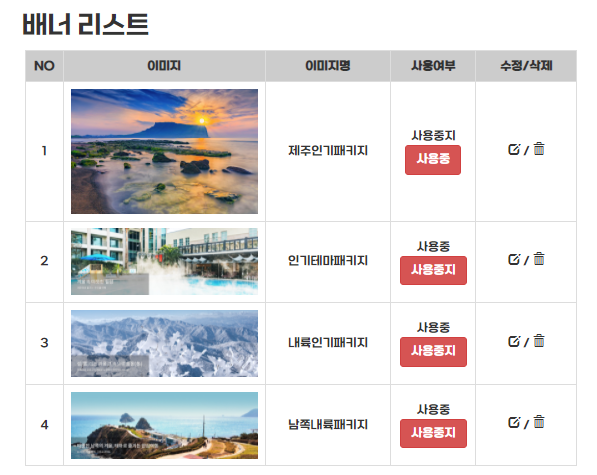 배너 리스트
NO 이미지 이미지명 사용여부 수정/삭제
1 제주인기패키지 사용중지 /
사용중
2 인기테마패키지 사용중 /
사용중지
3 내륙인기패키지 사용중 /
사용중지
4 남쪽내륙패키지 사용중 /
사용중지